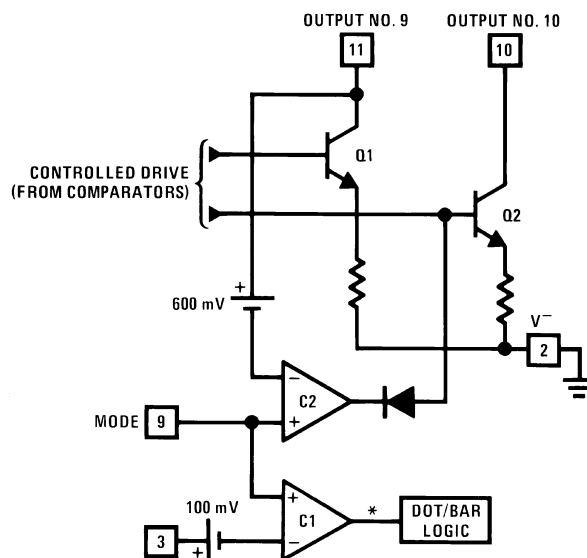 OUTPUT NO. 9
OUTPUT NO. 10
11
10
Q1
CONTROLLED DRIVE
(FROM COMPARATORS)
Q2
+
600 mV
V−
2
−
C2
+
MODE 9
100 mV
+
C1
−
*
DOT/BAR
LOGIC
3
+